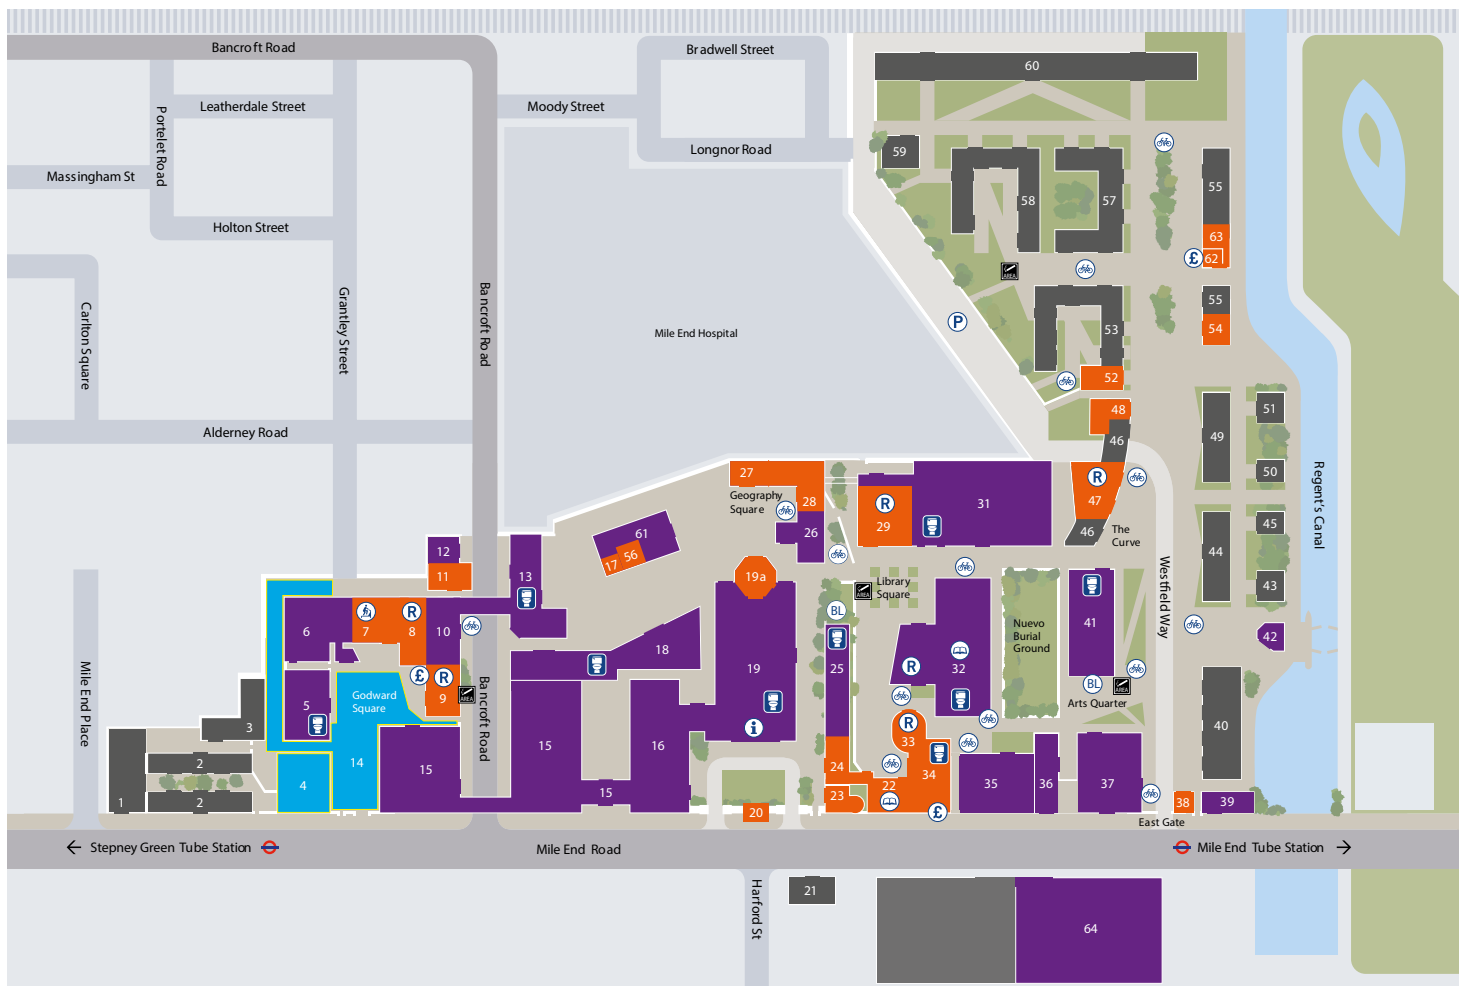 Bancroft Road
Bradwell Street
60
Leatherdale Street
Moody Street
Portelet Road
Longnor Road
59
Massingham St
55
58
57
Holton Street
63
£
62
AREA
Carlton Square
Grantley Street
Bancroft Road
55
P
53
54
Mile End Hospital
52
48
51
Alderney Road
49
46
27
50
R
Regent's Canal
Geography
Square
28
R
31
47
45
29
The
Curve
26
61
46
44
12
56
17
11
13
19a
43
Library
Square
AREA
BL
Westfield Way
R
6
7
8
10
Nuevo
Burial
Ground
41
42
18
25
R
32
19
£
R
Mile End Place
Godward
Square
9
AREA
Bancroft Road
BL
AREA
Arts Quarter
5
3
i
R
33
40
15
16
14
15
24
34
2
4
22
35
36
37
15
23
1
2
20
£
38
39
East Gate
← Stepney Green Tube Station
Mile End Road
Mile End Tube Station →
21
Harford St
64